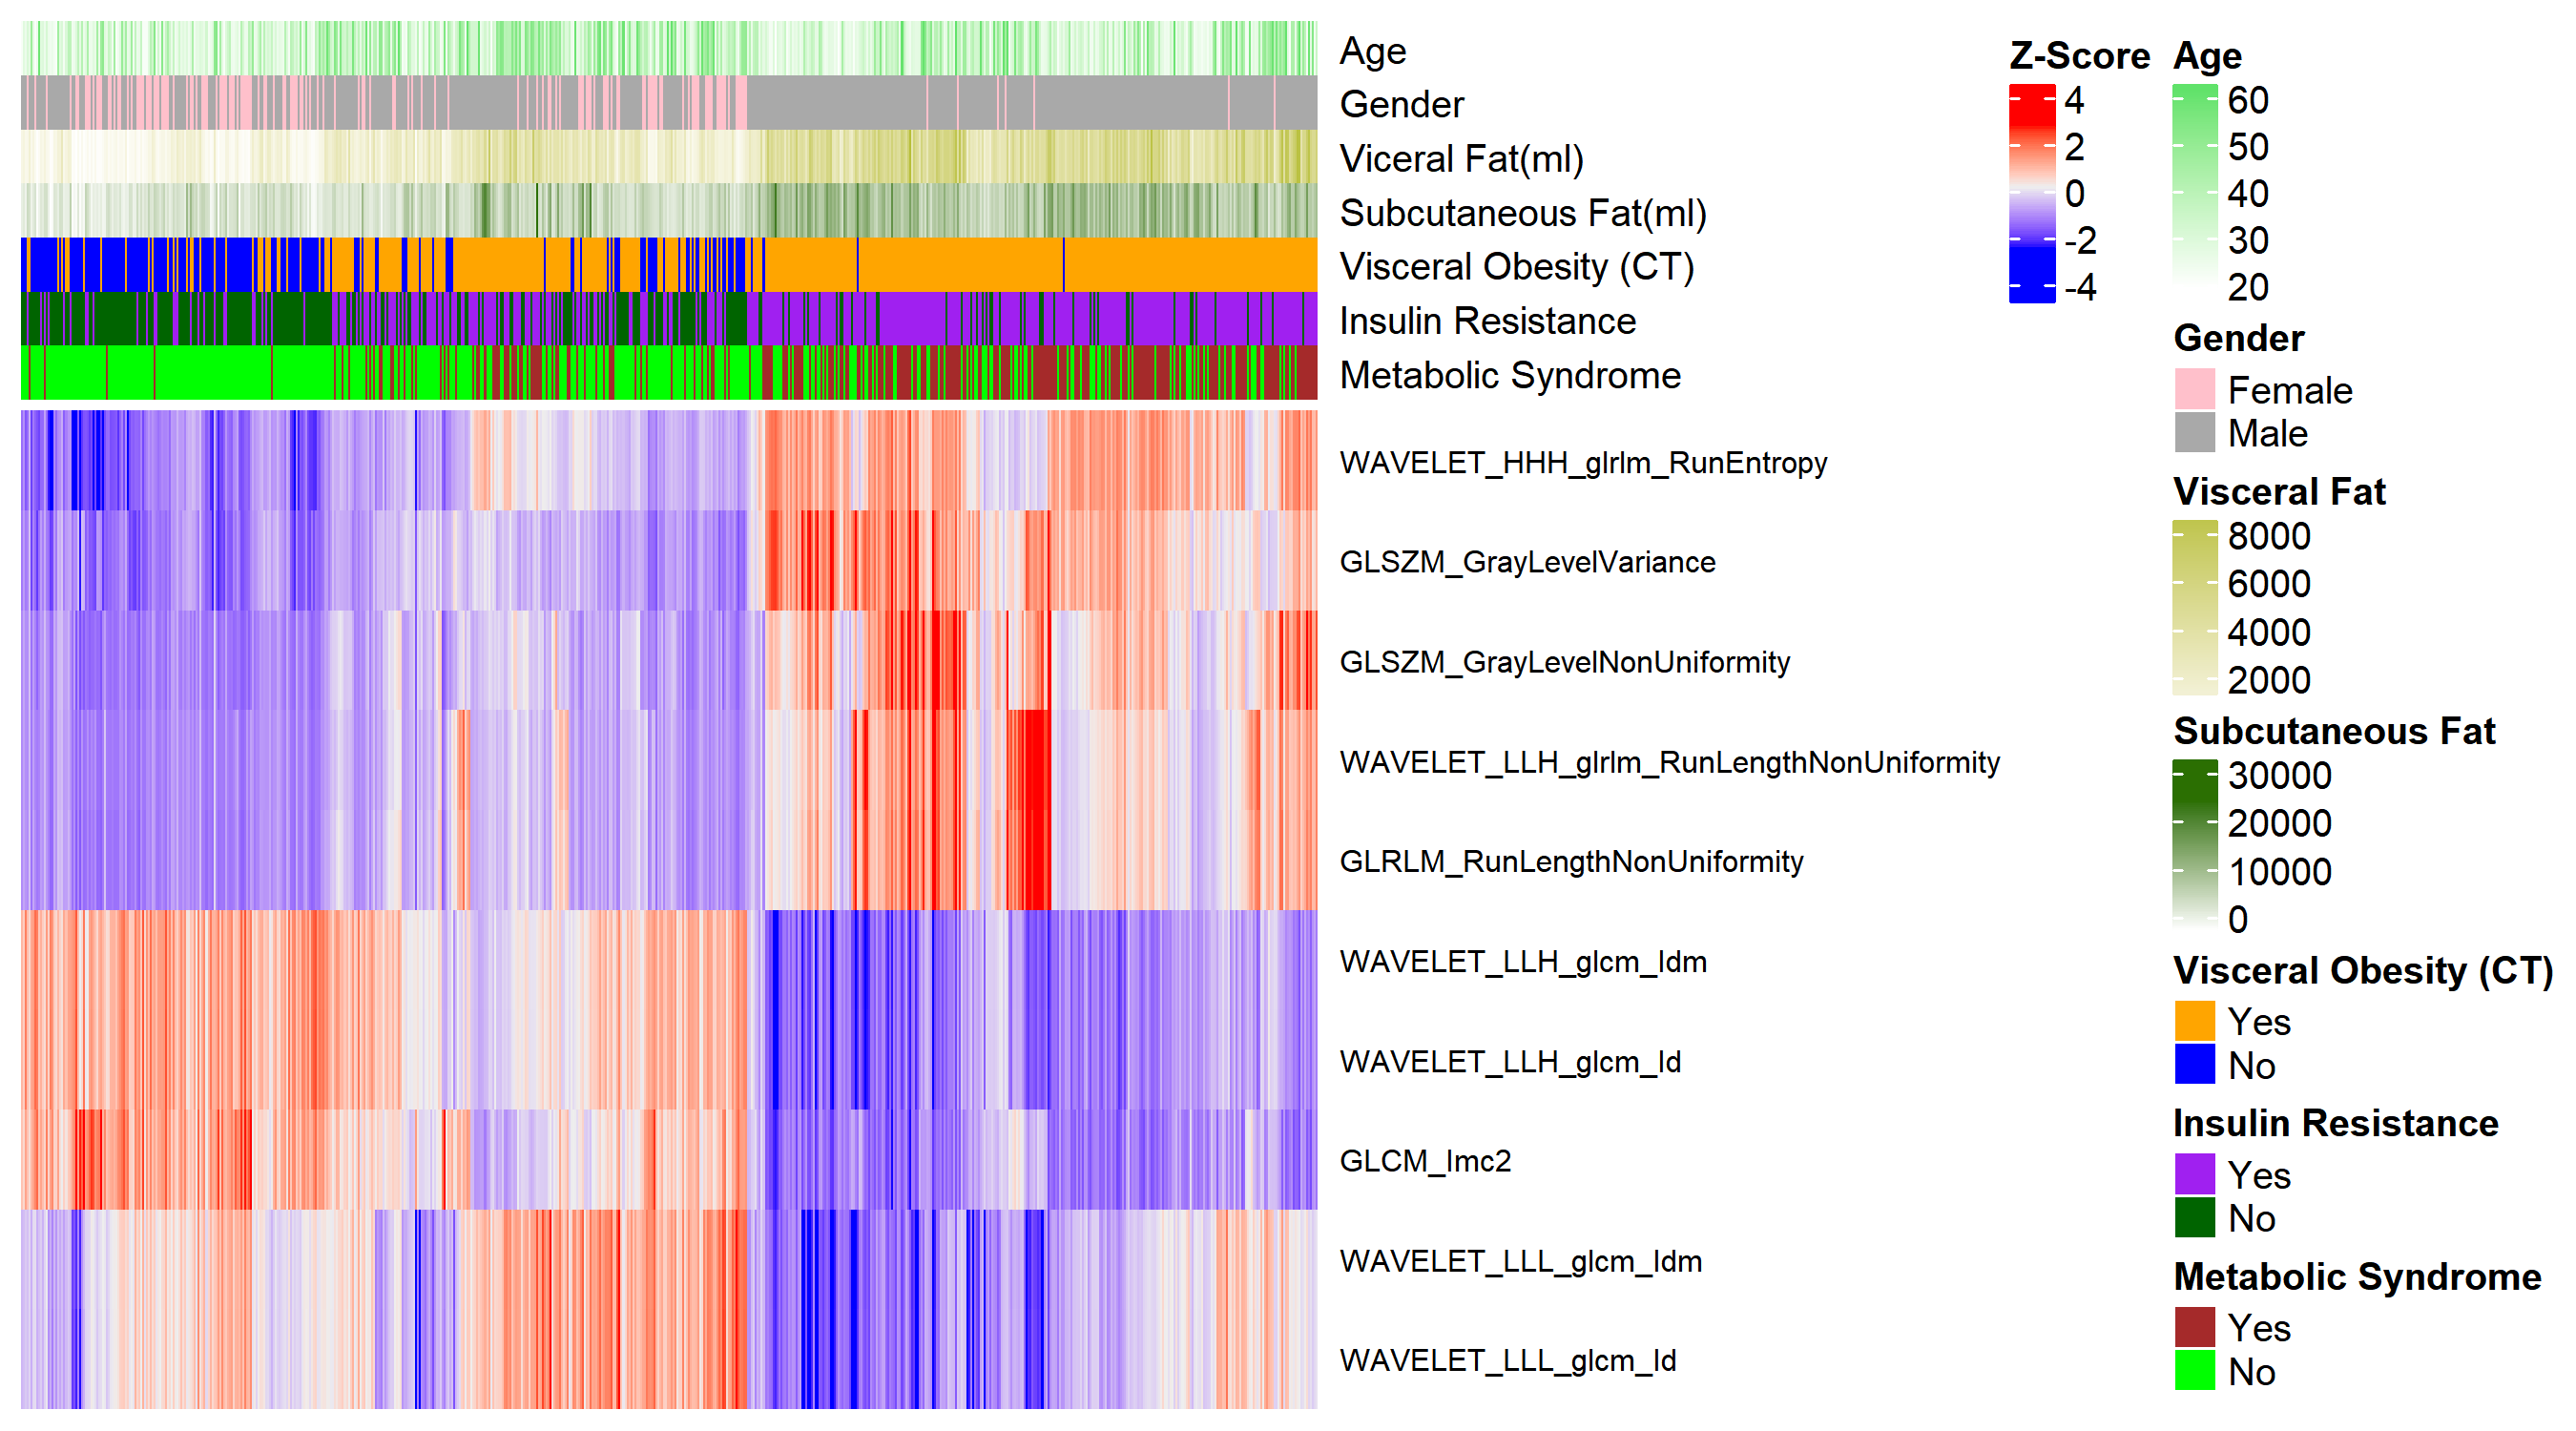 Age
Gender
Viceral Fat(ml)
Subcutaneous Fat(ml)
Visceral Obesity (CT)
Insulin Resistance
Metabolic Syndrome
WAVELET_HHH_glrlm_RunEntropy
GLSZM_GrayLevelVariance
GLSZM_GrayLevelNonUniformity
WAVELET_LLH_glrlm_RunLengthNonUniformity
GLRLM_RunLengthNonUniformity
WAVELET_LLH_glcm_Idm
WAVELET_LLH_glcm_Id
GLCM_Imc2
WAVELET_LLL_glcm_Idm
WAVELET_LLL_glcm_Id
Z-Score
4
2
0
-2
-4
Age
60
50
40
30
20
Gender
Female
Male
Visceral Fat
8000
6000
4000
2000
Subcutaneous Fat
30000
20000
10000
0
Visceral Obesity (CT)
Yes
No
Insulin Resistance
Yes
No
Metabolic Syndrome
Yes
No